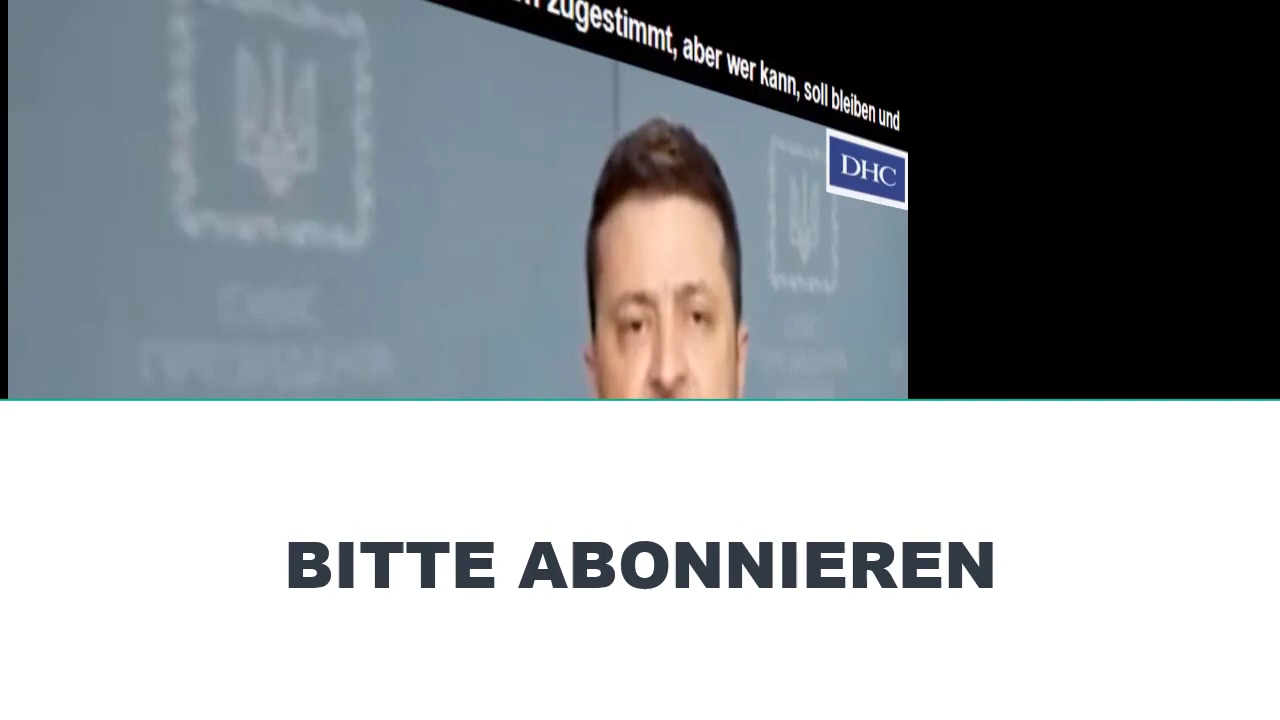 zugestimmt, aber wer kann, soll bleiben und
DHC
BITTE ABONNIEREN